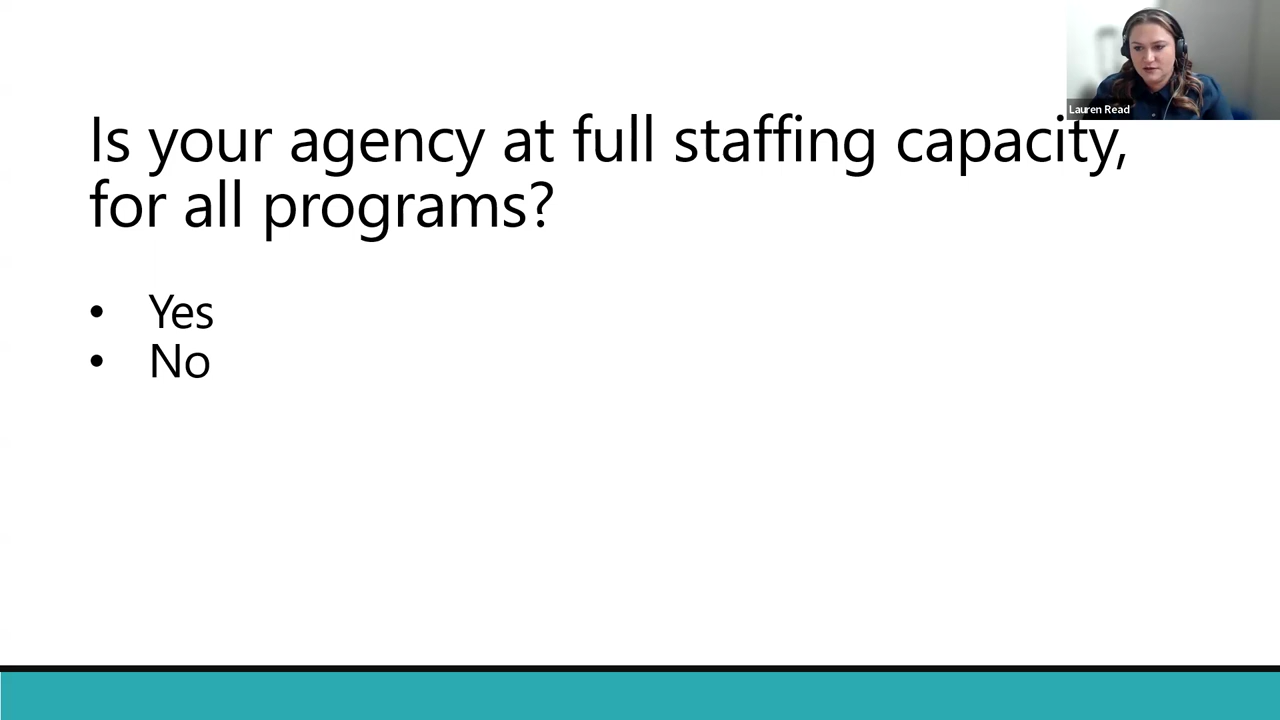 Lauren Read
Is your agency at full staffing capacity,
for all programs?
• Yes
• No